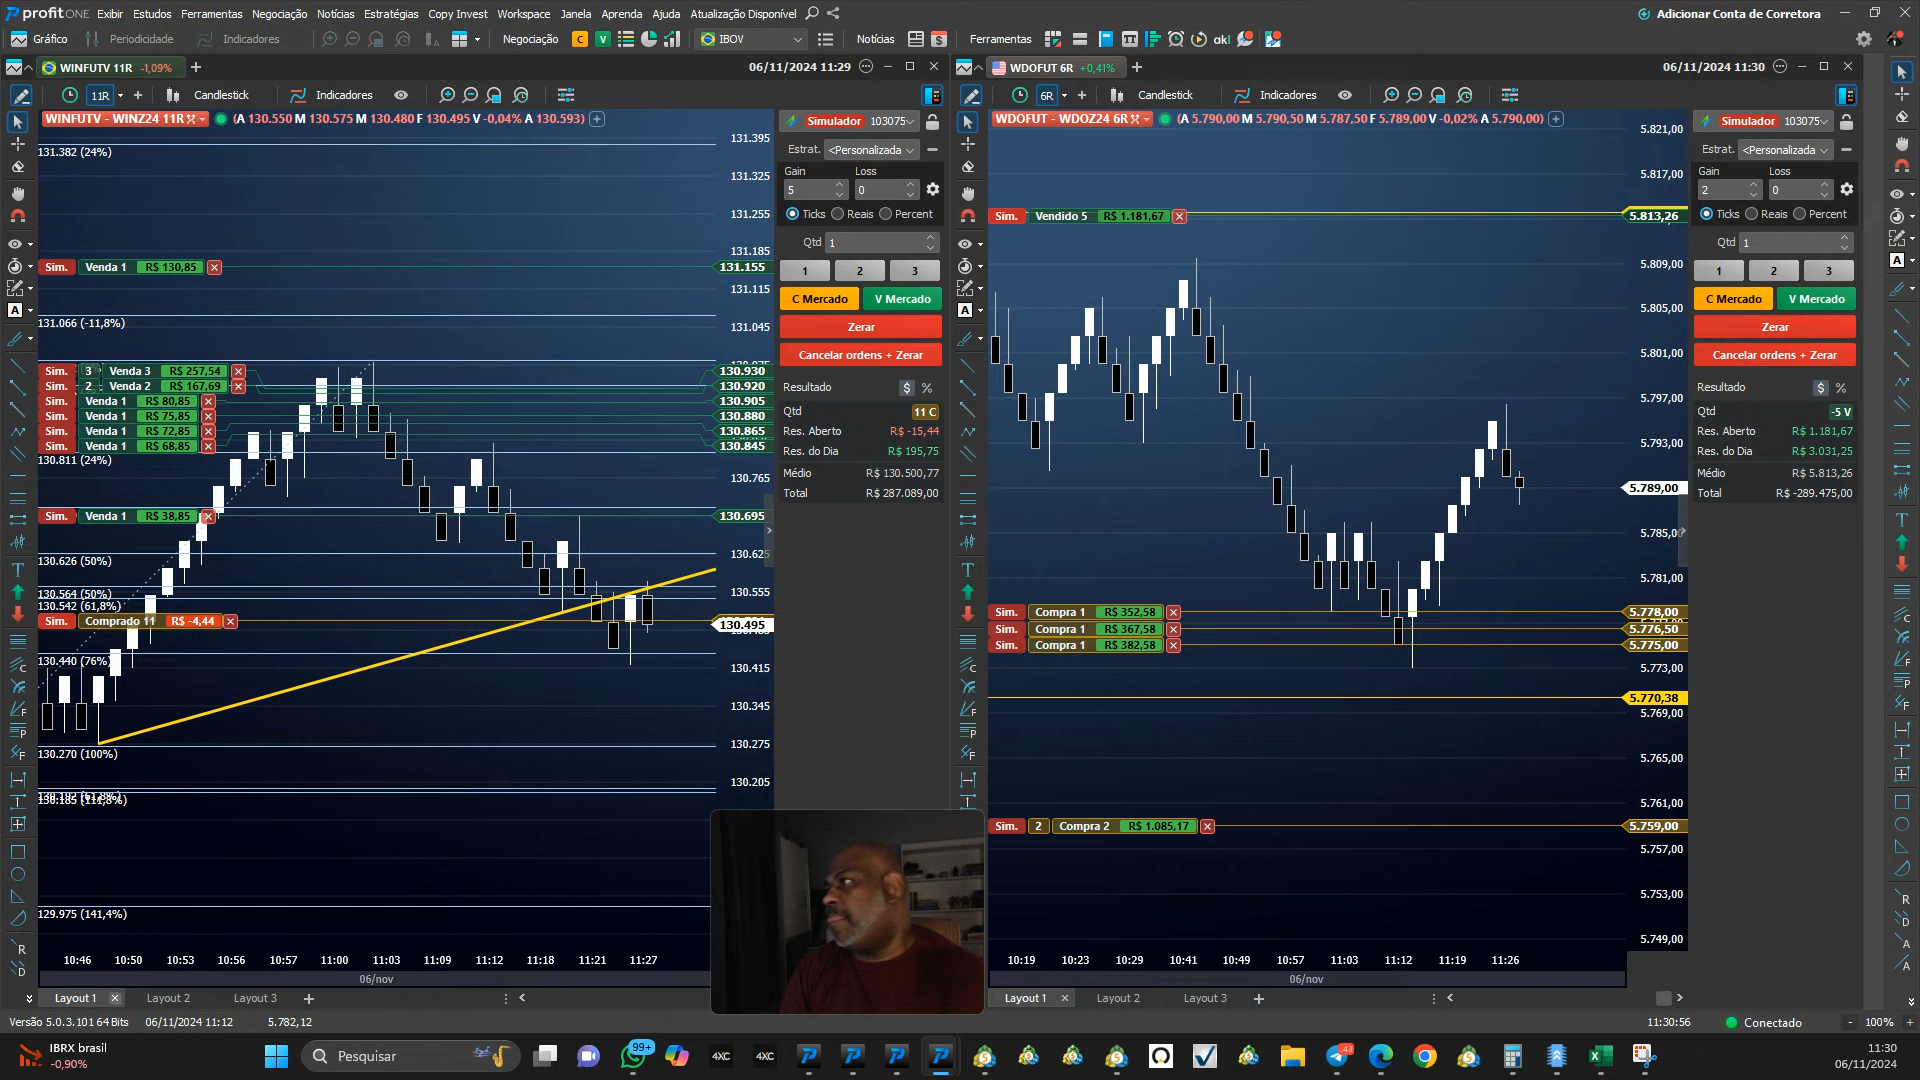 profit ONE Exibir Estudos Ferramentas Negociação Notícias Estratégias Copy Invest Workspace Janela Aprenda Ajuda Atualização Disponível Adicionar Conta de Corretora
Gráfico Periodicidade Indicadores Negociação C V IBOV Notícias Ferramentas akl
WINFUTV 11R -1,09% 06/11/2024 11:29
11R Candlestick Indicadores
WINFUTV - WINZ24 11R (A 130.550 M 130.575 M 130.480 F 130.495 V -0,04% A 130.593)
131.382 (24%)
131.066 (-11,8%)
130.811 (24%)
130.626 (50%)
130.564 (50%)
130.542 (61,8%)
130.440 (76%)
130.270 (100%)
130.185 (111,8%)
129.975 (141,4%)
Sim. Venda 1 R$ 130,85
Sim. 3 Venda 3 R$ 257,54
Sim. 2 Venda 2 R$ 167,69
Sim. Venda 1 R$ 80,85
Sim. Venda 1 R$ 75,85
Sim. Venda 1 R$ 72,85
Sim. Venda 1 R$ 68,85
Sim. Venda 1 R$ 38,85
Sim. Comprado 11 R$ -4,44
131.395
131.325
131.255
131.185
131.155
131.115
131.045
130.930
130.920
130.905
130.880
130.865
130.845
130.765
130.695
130.625
130.555
130.495
130.415
130.345
130.275
130.205
10:46 10:50 10:53 10:56 10:57 11:00 11:03 11:09 11:12 11:18 11:21 11:27
06/nov
Layout 1 Layout 2 Layout 3
Simulador 103075
Estrat. <Personalizada
Gain Loss
5 0
Ticks Reais Percent
Qtd 1
1 2 3
C Mercado V Mercado
Zerar
Cancelar ordens + Zerar
Resultado $ %
Qtd 11 C
Res. Aberto R$ -15,44
Res. do Dia R$ 195,75
Médio R$ 130.500,77
Total R$ 287.089,00
WDOFUT 6R +0,41% 06/11/2024 11:30
6R Candlestick Indicadores
WDOFUT - WDOZ24 6R (A 5.790,00 M 5.790,50 M 5.787,50 F 5.789,00 V -0,02% A 5.790,00)
Sim. Vendido 5 R$ 1.181,67
Sim. Compra 1 R$ 352,58
Sim. Compra 1 R$ 367,58
Sim. Compra 1 R$ 382,58
Sim. 2 Compra 2 R$ 1.085,17
5.821,00
5.817,00
5.813,26
5.809,00
5.805,00
5.801,00
5.797,00
5.793,00
5.789,00
5.785,00
5.781,00
5.778,00
5.776,50
5.775,00
5.773,00
5.770,38
5.769,00
5.765,00
5.761,00
5.759,00
5.757,00
5.753,00
5.749,00
10:19 10:23 10:29 10:41 10:49 10:57 11:03 11:12 11:19 11:26
06/nov
Layout 1 Layout 2 Layout 3
Simulador 103075
Estrat. <Personalizada
Gain Loss
2 0
Ticks Reais Percent
Qtd 1
1 2 3
C Mercado V Mercado
Zerar
Cancelar ordens + Zerar
Resultado $ %
Qtd -5 V
Res. Aberto R$ 1.181,67
Res. do Dia R$ 3.031,25
Médio R$ 5.813,26
Total R$ -289.475,00
Versão 5.0.3.101 64 Bits 06/11/2024 11:12 5.782,12 11:30:56 Conectado - 100% +
IBRX brasil
-0,90%
Pesquisar
99+
4XC 4XC
43
11:30
06/11/2024